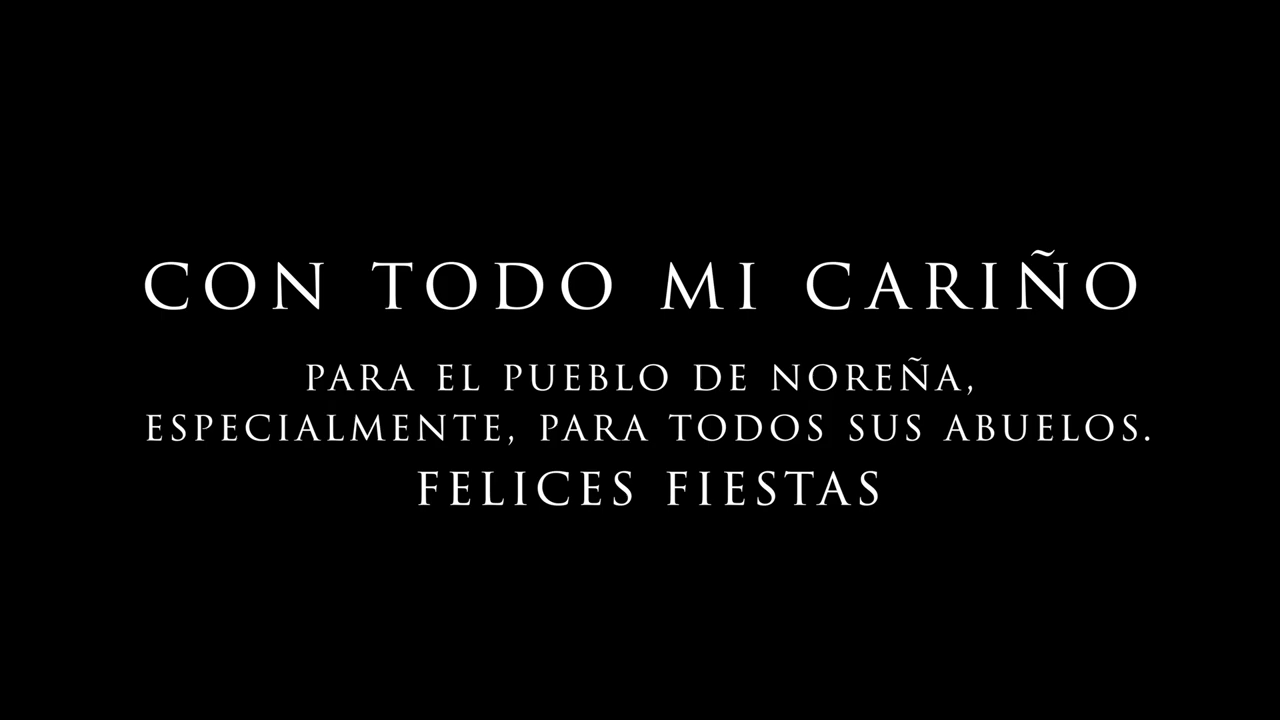 CON TODO MI CARIÑO
PARA EL PUEBLO DE NOREÑA,
ESPECIALMENTE, PARA TODOS SUS ABUELOS.
FELICES FIESTAS